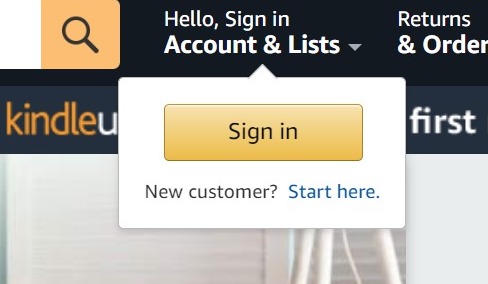 Hello, Sign in
Account & Lists
Returns
& Order
kindleu
first
Sign in
New customer? Start here.